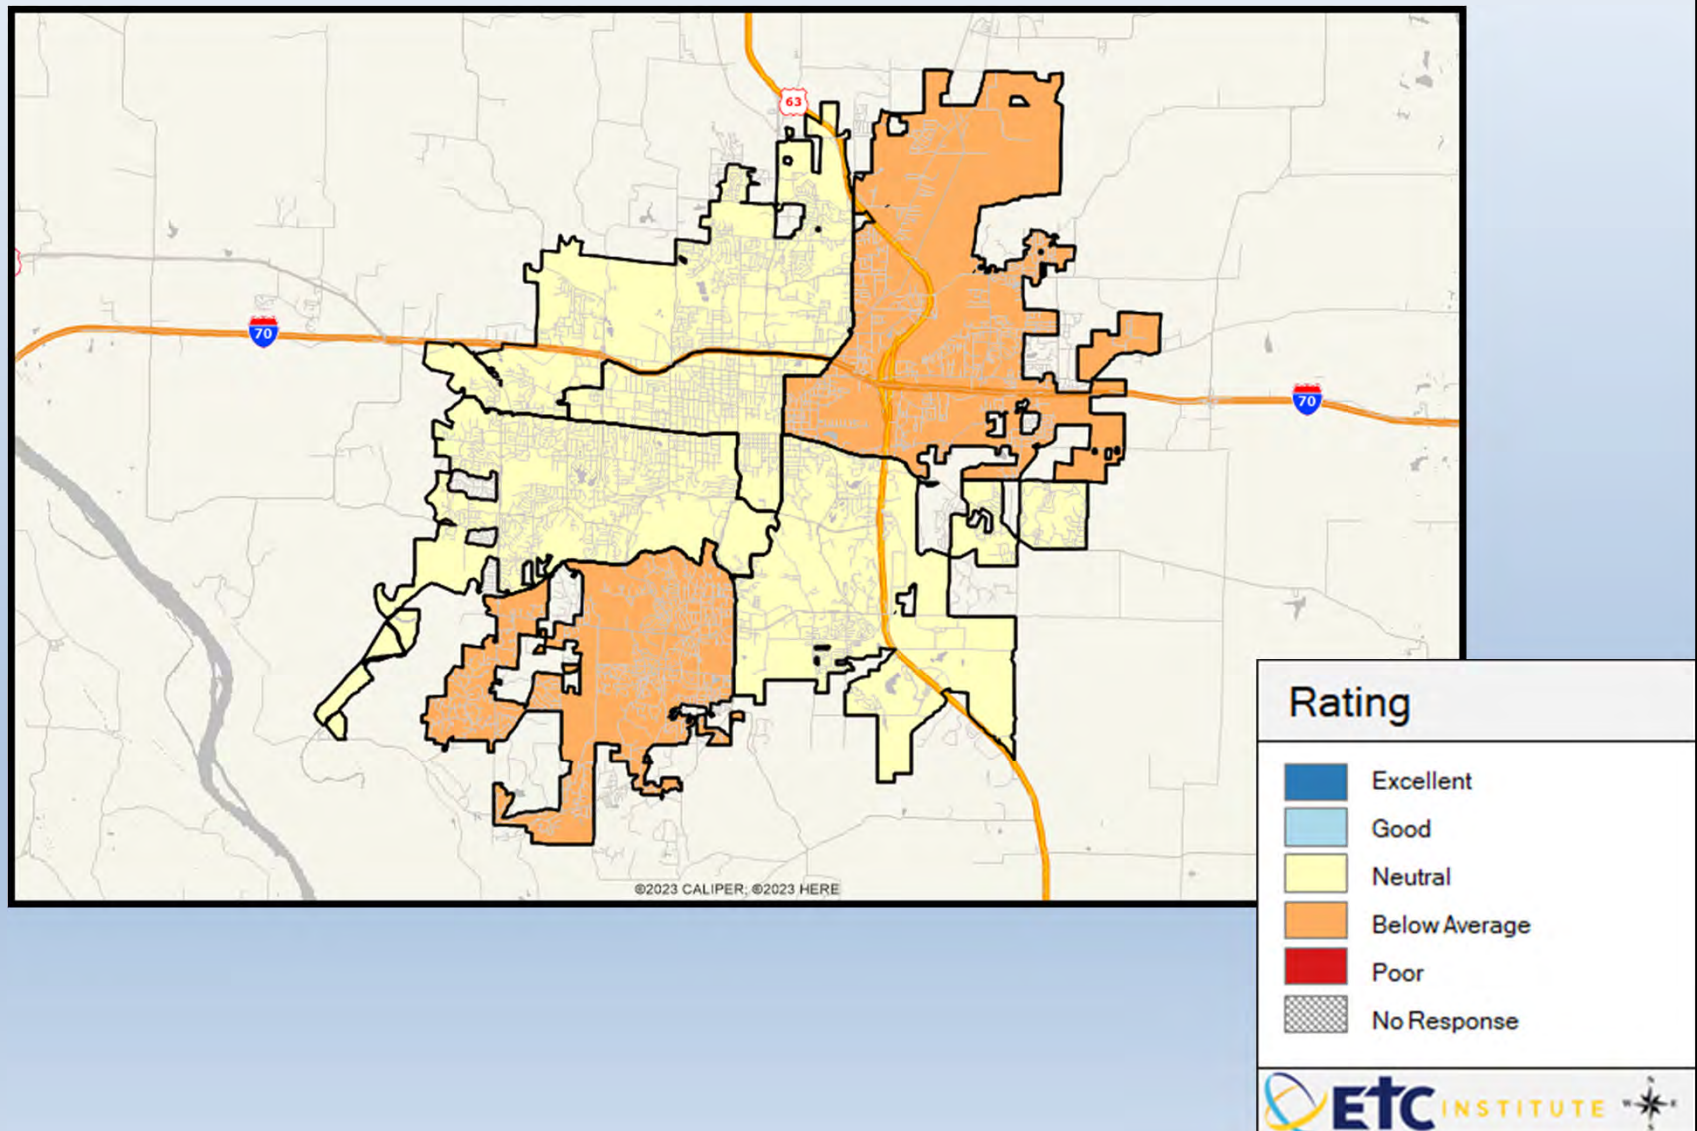 63
70
70
©2023 CALIPER; ©2023 HERE
Rating
Excellent
Good
Neutral
Below Average
Poor
No Response
ETC INSTITUTE